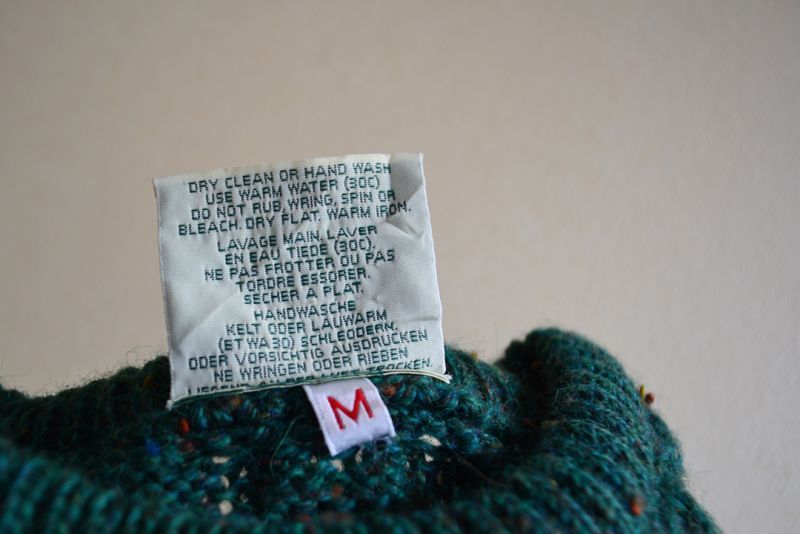 DRY CLEAN OR HAND WASH
USE WARM WATER (30C)
DO NOT RUB, WRING, SPIN OR
BLEACH. DRY FLAT. WARM IRON.
LAVAGE MAIN. LAVER
EN EAU TIEDE (30C),
NE PAS FROTTER OU PAS
TORDRE ESSORER.
SECHER A PLAT.
HANDWASCHE
KELT ODER LAUWARM
(ETWA30) SCHLEODERN.
ODER VORSICHTIG AUSDRUCKEN
NE WRINGEN ODER RIEBEN
M